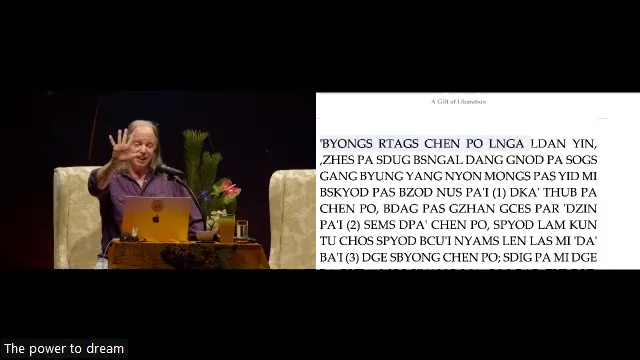 A Gift of Liberation
'BYONGS RTAGS CHEN PO LNGA LDAN YIN,
,ZHES PA SDUG BSNGAL DANG GNOD PA SOGS
GANG BYUNG YANG NYON MONGS PAS YID MI
BSKYOD PAS BZOD NUS PA'I (1) DKA' THUB PA
CHEN PO, BDAG PAS GZHAN GCES PAR 'DZIN
PA'I (2) SEMS DPA' CHEN PO, SPYOD LAM KUN
TU CHOS SPYOD BCU'I NYAMS LEN LAS MI 'DA'
BA'I (3) DGE SBYONG CHEN PO; SDIG PA MI DGE
The power to dream